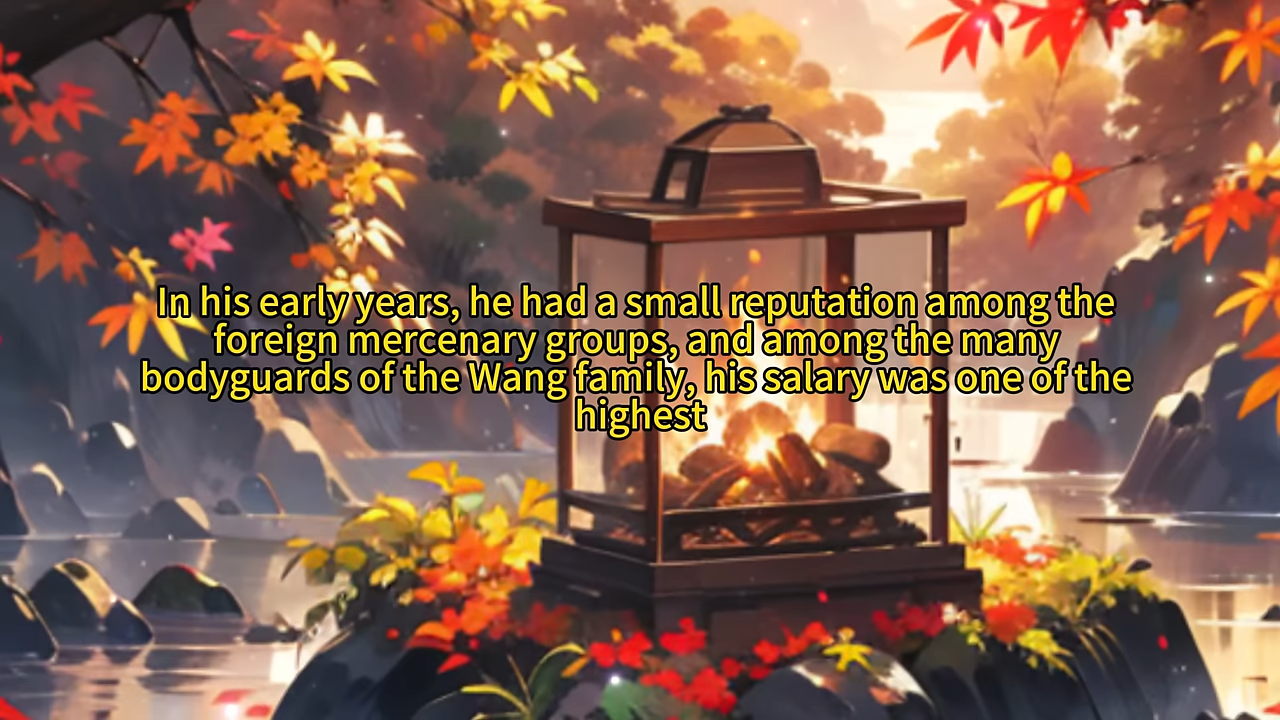 In his early years, he had a small reputation among the
foreign mercenary groups, and among the many
bodyguards of the Wang family, his salary was one of the
highest